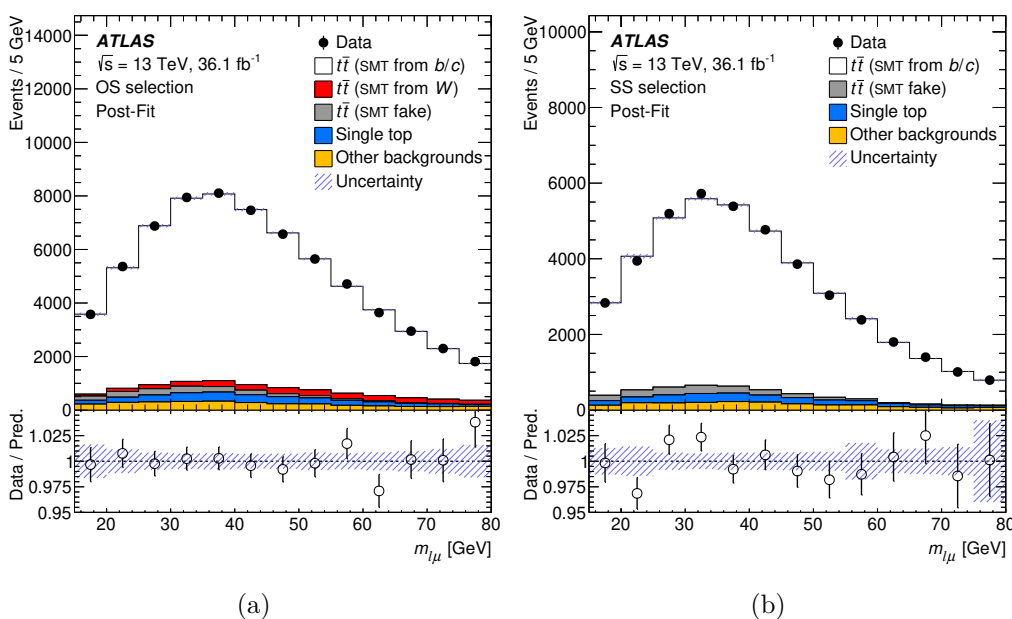 ATLAS
√s = 13 TeV, 36.1 fb⁻¹
OS selection
Post-Fit
Data
tt̄ (SMT from b/c)
tt̄ (SMT from W)
tt̄ (SMT fake)
Single top
Other backgrounds
Uncertainty
Events / 5 GeV
14000
12000
10000
8000
6000
4000
2000
0
Data / Pred.
1.025
1
0.975
0.95
20 30 40 50 60 70 80
m_{lμ} [GeV]
(a)
ATLAS
√s = 13 TeV, 36.1 fb⁻¹
SS selection
Post-Fit
Data
tt̄ (SMT from b/c)
tt̄ (SMT fake)
Single top
Other backgrounds
Uncertainty
Events / 5 GeV
10000
8000
6000
4000
2000
0
Data / Pred.
1.025
1
0.975
0.95
20 30 40 50 60 70 80
m_{lμ} [GeV]
(b)